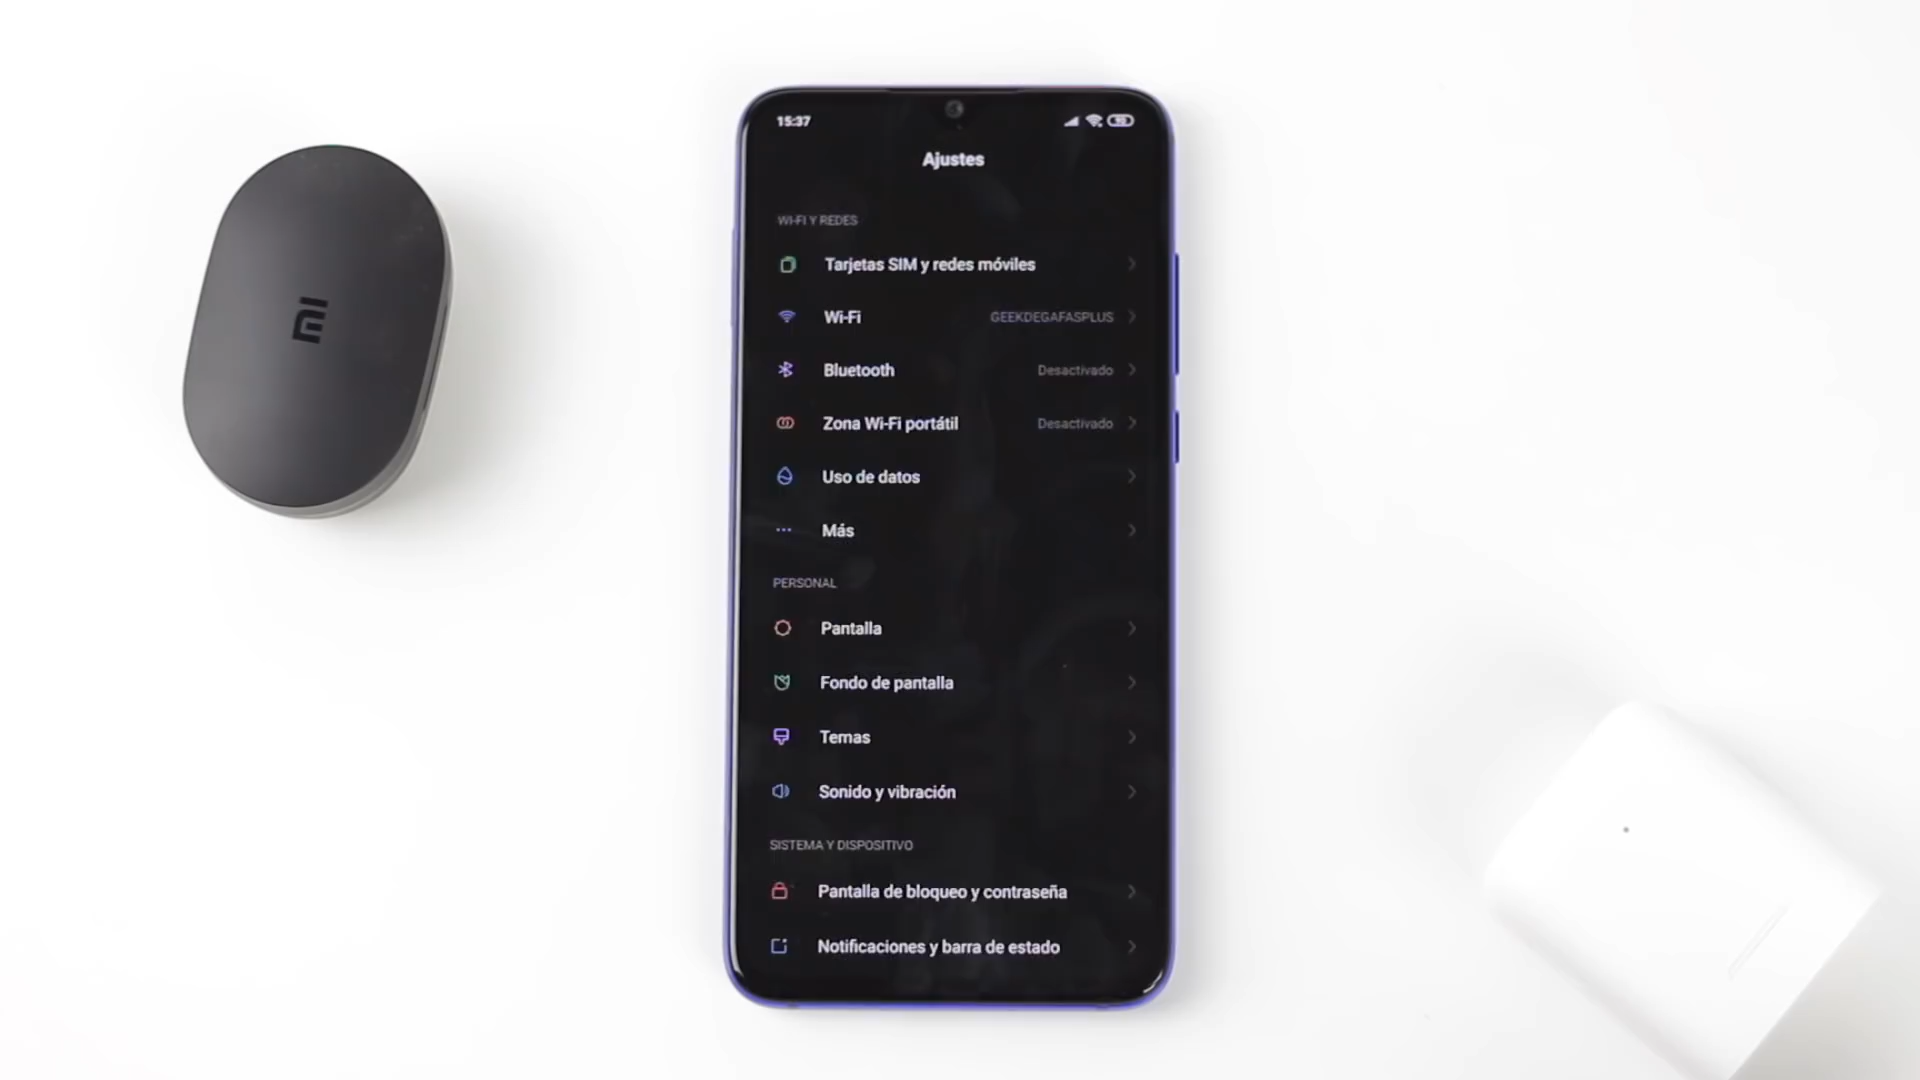 15:37
Ajustes
WI-FI Y REDES
Tarjetas SIM y redes móviles
Wi-Fi GEEKDEGAFASPLUS
Bluetooth Desactivado
Zona Wi-Fi portátil Desactivado
Uso de datos
Más
PERSONAL
Pantalla
Fondo de pantalla
Temas
Sonido y vibración
SISTEMA Y DISPOSITIVO
Pantalla de bloqueo y contraseña
Notificaciones y barra de estado